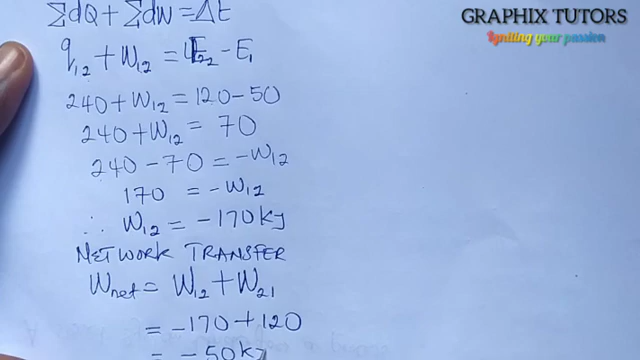 ΣdQ + ΣdW = Δt
GRAPHIX TUTORS
Igniting your passion
q₁₂ + W₁₂ = E₂ - E₁
240 + W₁₂ = 120 - 50
240 + W₁₂ = 70
240 - 70 = -W₁₂
170 = -W₁₂
∴ W₁₂ = -170 kJ
NETWORK TRANSFER
Wnet = W₁₂ + W₂₁
= -170 + 120
= -50 kJ